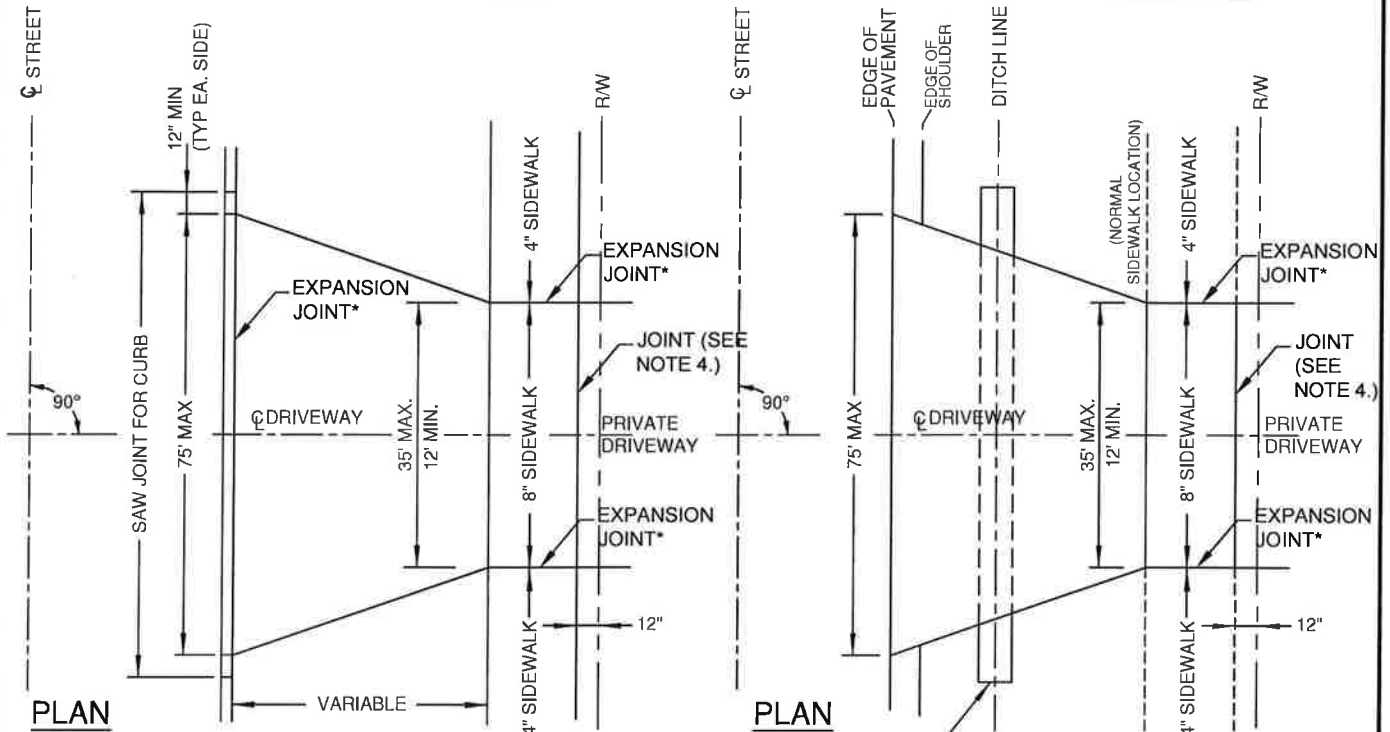 ℄ STREET
12" MIN
(TYP EA. SIDE)
R/W
4" SIDEWALK
EXPANSION
JOINT*
EXPANSION
JOINT*
JOINT (SEE
NOTE 4.)
SAW JOINT FOR CURB
75' MAX
90°
℄ DRIVEWAY
35' MAX.
12' MIN.
8" SIDEWALK
PRIVATE
DRIVEWAY
EXPANSION
JOINT*
12"
4" SIDEWALK
VARIABLE
PLAN
℄ STREET
EDGE OF
PAVEMENT
EDGE OF
SHOULDER
DITCH LINE
(NORMAL
SIDEWALK LOCATION)
R/W
4" SIDEWALK
EXPANSION
JOINT*
JOINT
(SEE
NOTE 4.)
75' MAX
90°
℄ DRIVEWAY
35' MAX.
12' MIN.
8" SIDEWALK
PRIVATE
DRIVEWAY
EXPANSION
JOINT*
12"
4" SIDEWALK
PLAN